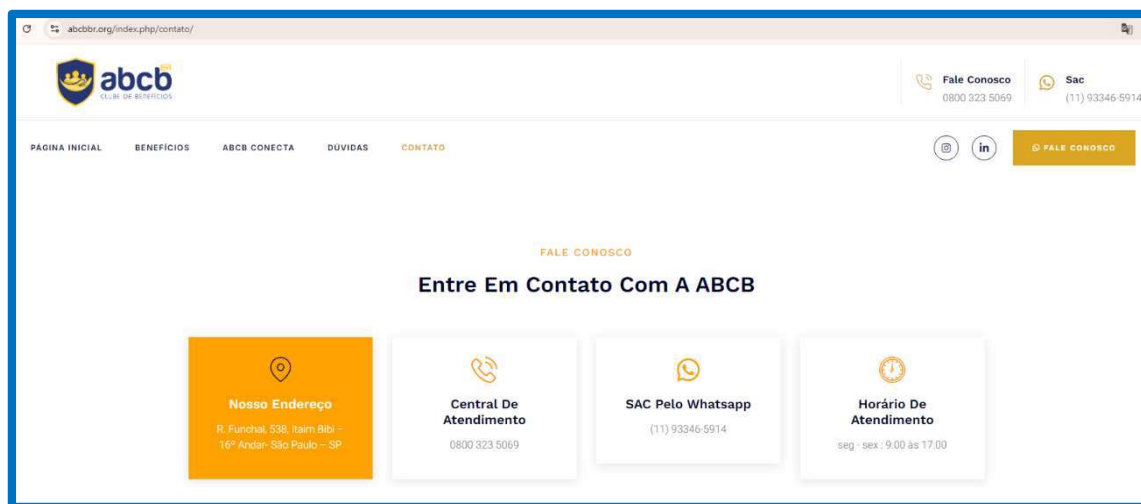 abcbbr.org/index.php/contato/
abcb
CLUBE DE BENEFÍCIOS
Fale Conosco
0800 323 5069
Sac
(11) 93346-5914
PÁGINA INICIAL
BENEFÍCIOS
ABCB CONECTA
DÚVIDAS
CONTATO
in
FALE CONOSCO
FALE CONOSCO
Entre Em Contato Com A ABCB
Nosso Endereço
R. Funchal, 538, Itaim Bibi –
16º Andar- São Paulo – SP
Central De
Atendimento
0800 323 5069
SAC Pelo Whatsapp
(11) 93346-5914
Horário De
Atendimento
seg - sex : 9:00 às 17:00